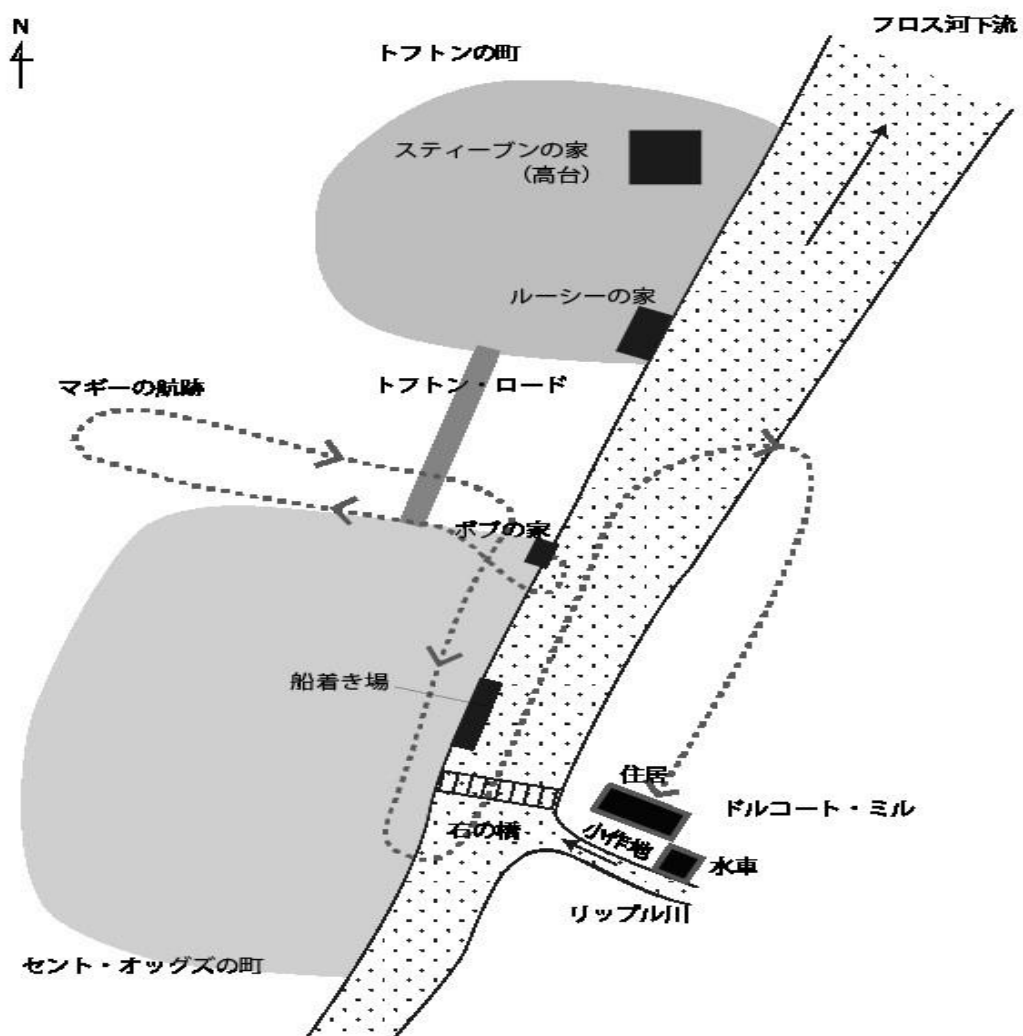 N
フロス河下流
トフトンの町
スティーブンの家
(高台)
ルーシーの家
マギーの航跡
トフトン・ロード
ボブの家
船着き場
住居
ドルコート・ミル
石の橋
小作地
水車
リップル川
セント・オッグズの町